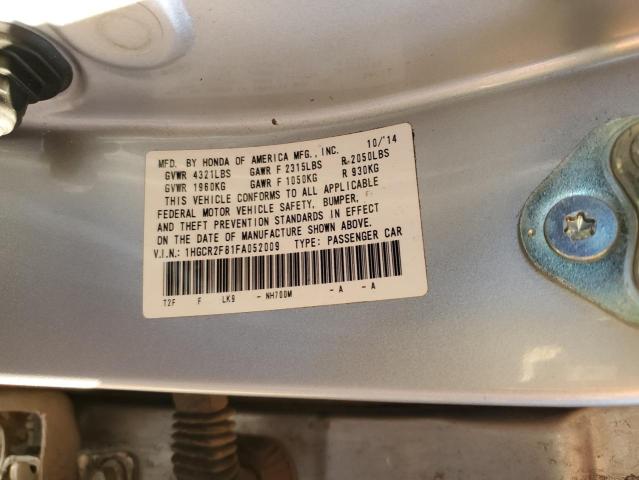 MFD. BY HONDA OF AMERICA MFG., INC. 10/'14
GVWR 4321LBS GAWR F 2315LBS R 2050LBS
GVWR 1960KG GAWR F 1050KG R 930KG
THIS VEHICLE CONFORMS TO ALL APPLICABLE
FEDERAL MOTOR VEHICLE SAFETY, BUMPER,
AND THEFT PREVENTION STANDARDS IN EFFECT
ON THE DATE OF MANUFACTURE SHOWN ABOVE.
V.I.N.: 1HGCR2F81FA052009 TYPE: PASSENGER CAR
T2F F LK9 - NH700M - A - A